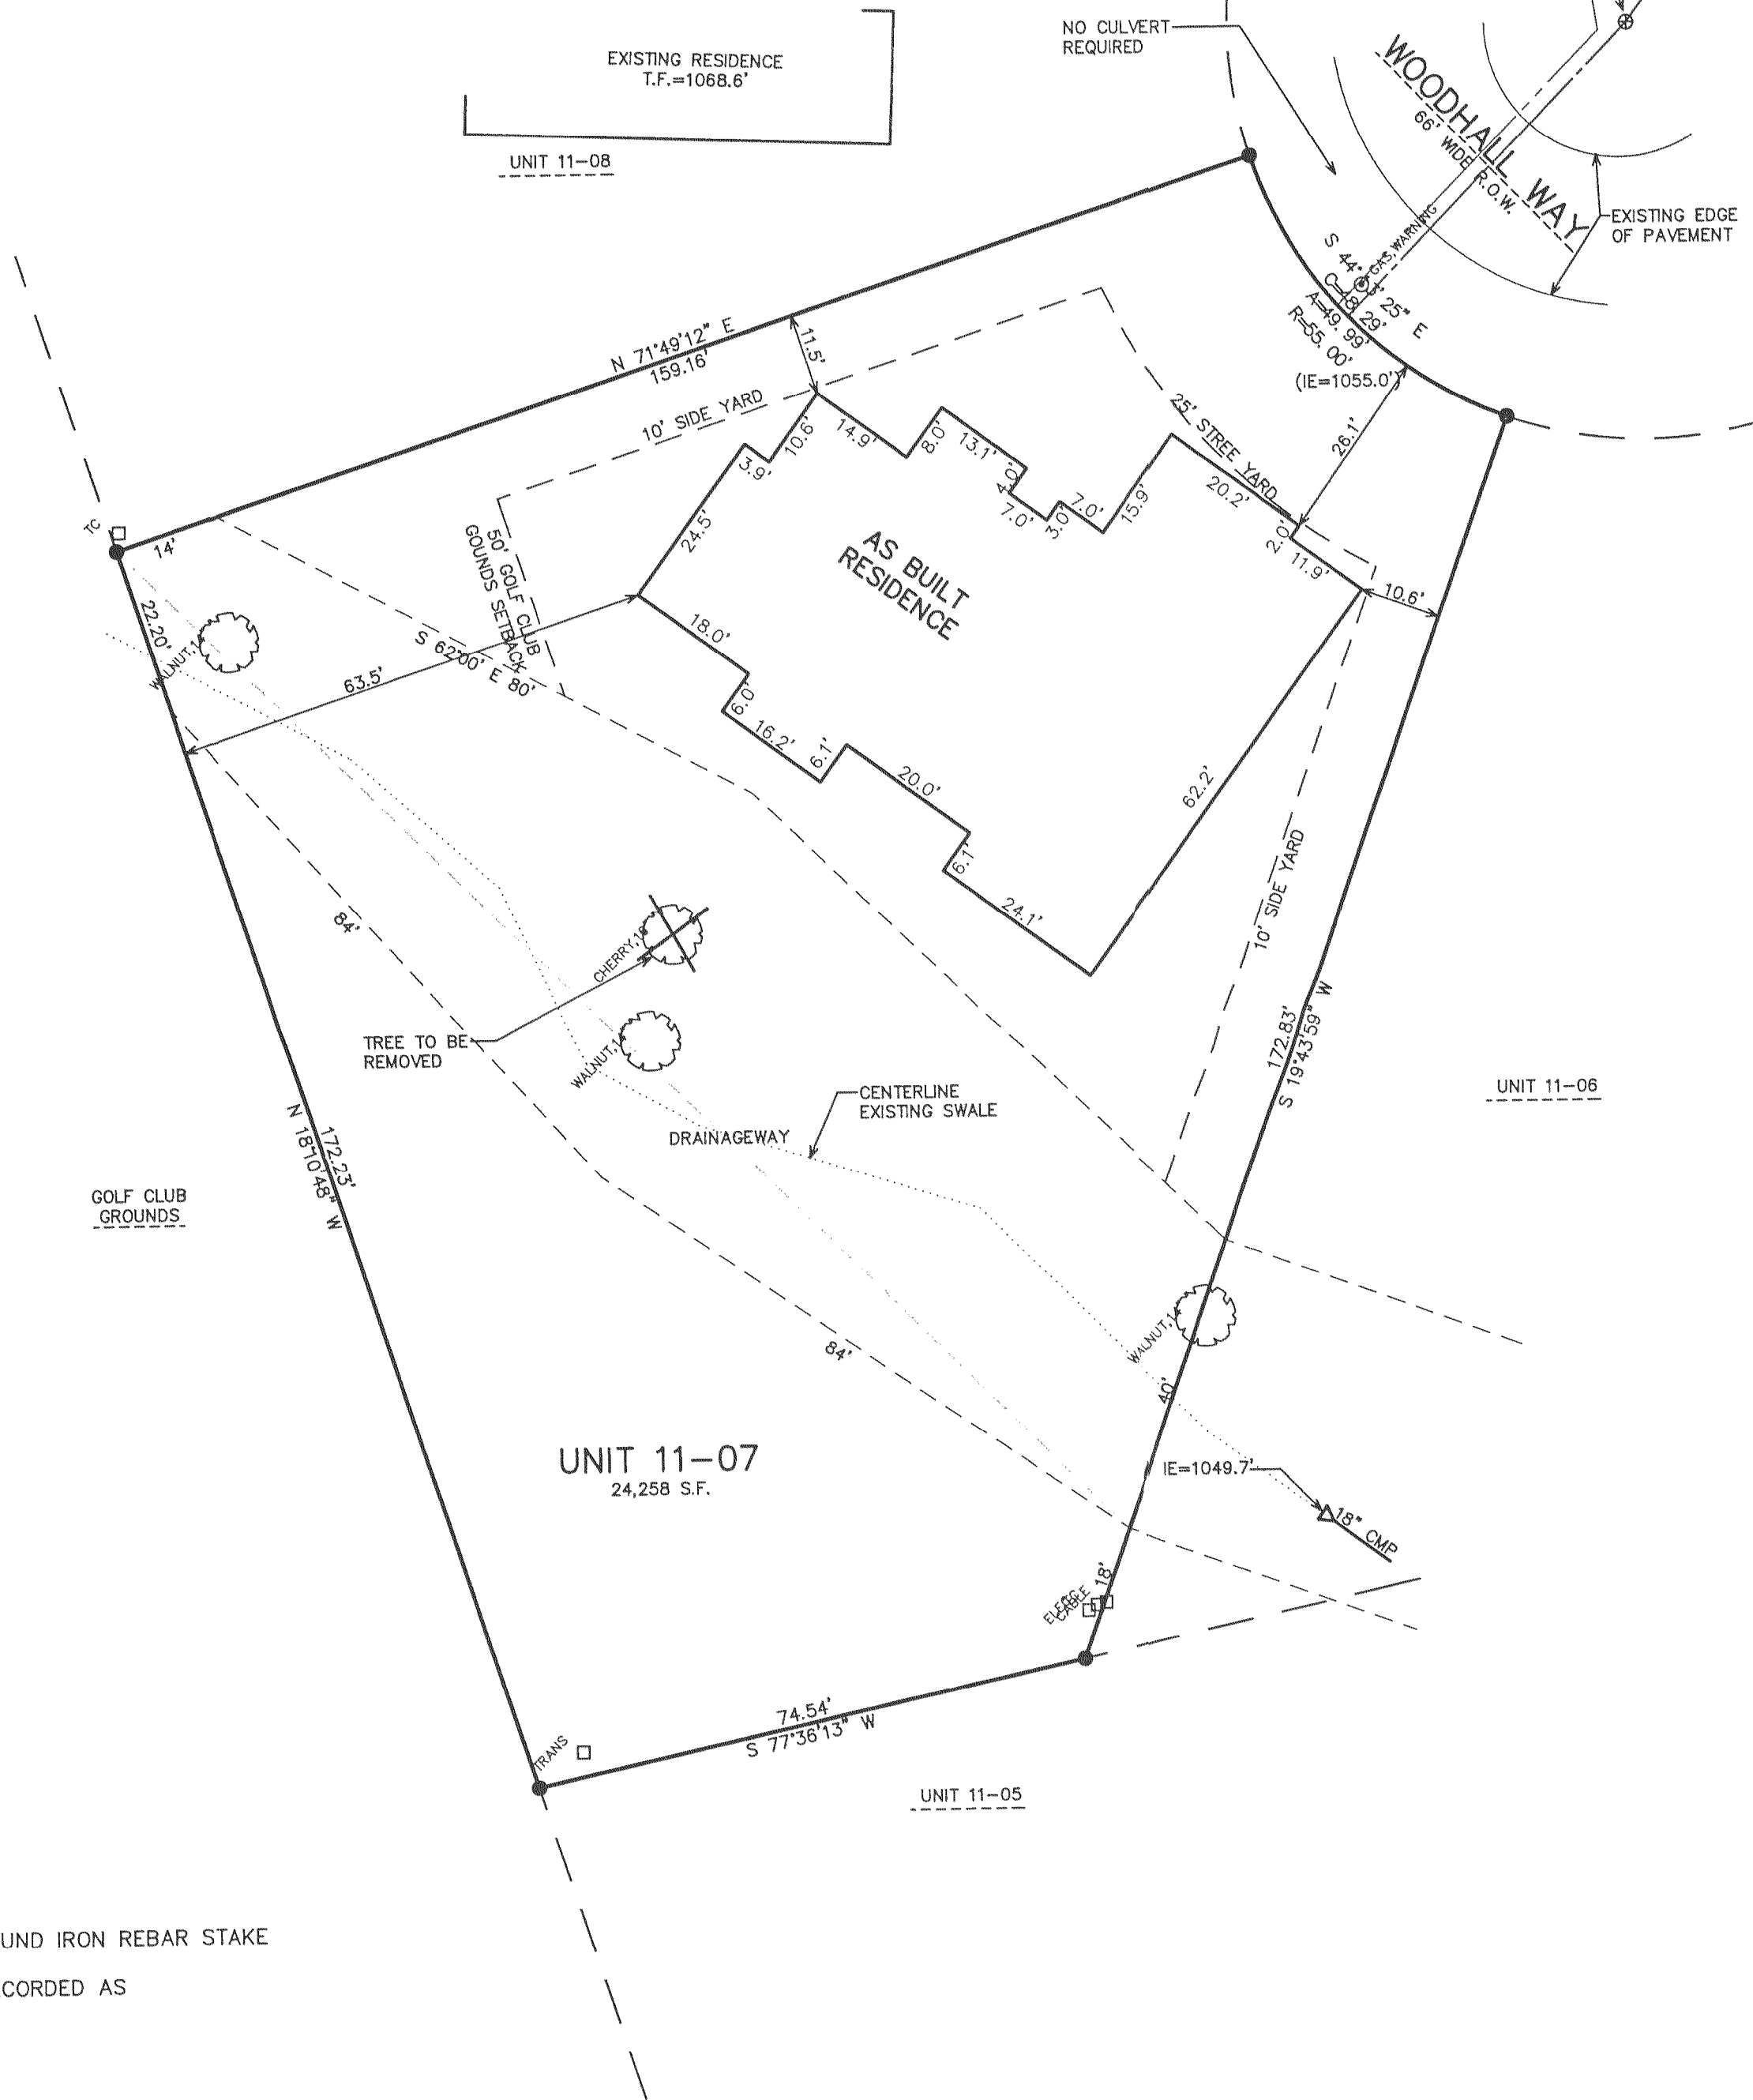 EXISTING RESIDENCE
T.F.=1068.6'
UNIT 11-08
NO CULVERT
REQUIRED
WOODHALL WAY
66' WIDE R.O.W.
EXISTING EDGE
OF PAVEMENT
GAS,WARNING
25" E
A=49.99'
R=55.00'
(IE=1055.0')
N 71°49'12" E
159.16'
11.5'
10' SIDE YARD
25' STREE YARD
26.1'
10.6'
14.9'
8.0'
13.1'
4.0'
7.0'
3.0'
7.0'
15.9'
20.2'
2.0'
11.9'
3.9'
24.5'
AS BUILT
RESIDENCE
10.6'
TC
14'
22.20'
50' GOLF CLUB
GOUNDS SETBACK
S 62°00' E 80'
63.5'
18.0'
6.0'
16.2'
6.1'
20.0'
6.1'
24.1'
62.2'
10' SIDE YARD
172.83'
S 19°43'59" W
84'
TREE TO BE
REMOVED
CENTERLINE
EXISTING SWALE
DRAINAGEWAY
UNIT 11-06
N 18°10'48" W
172.23'
GOLF CLUB
GROUNDS
84'
WALNUT,14
40'
UNIT 11-07
24,258 S.F.
IE=1049.7'
18" CMP
18'
CABLE
TRANS
74.54'
S 77°36'13" W
UNIT 11-05
UND IRON REBAR STAKE
CORDED AS